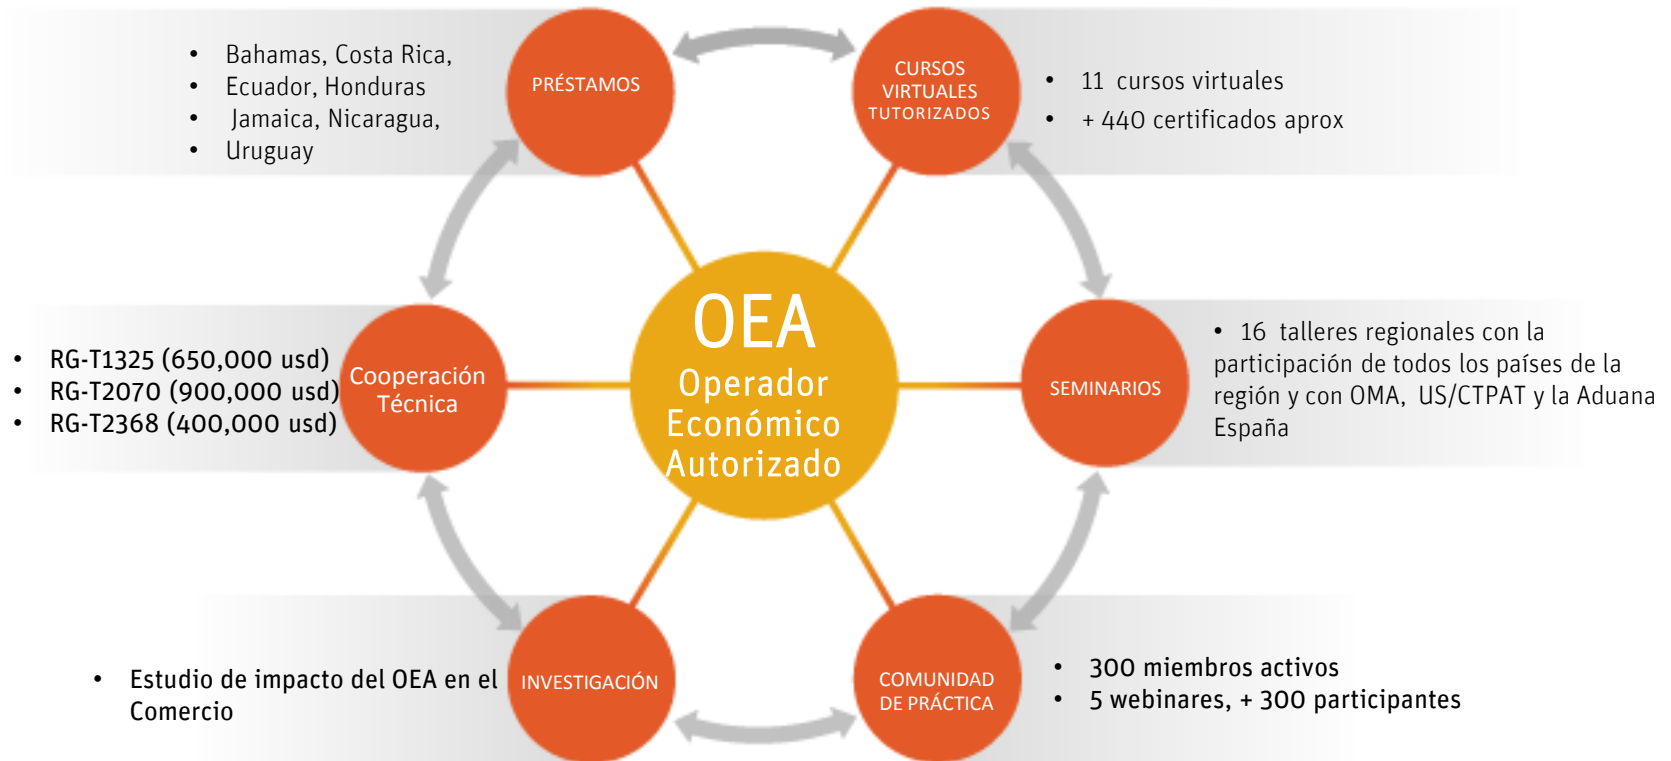 • Bahamas, Costa Rica,
• Ecuador, Honduras
• Jamaica, Nicaragua,
• Uruguay
PRÉSTAMOS
CURSOS
VIRTUALES
TUTORIZADOS
• 11 cursos virtuales
• + 440 certificados aprox
• RG-T1325 (650,000 usd)
• RG-T2070 (900,000 usd)
• RG-T2368 (400,000 usd)
Cooperación
Técnica
OEA
Operador
Económico
Autorizado
SEMINARIOS
• 16 talleres regionales con la
participación de todos los países de la
región y con OMA, US/CTPAT y la Aduana
España
• Estudio de impacto del OEA en el
Comercio
INVESTIGACIÓN
COMUNIDAD
DE PRÁCTICA
• 300 miembros activos
• 5 webinares, + 300 participantes